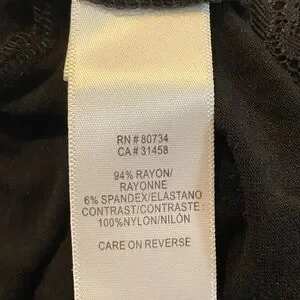 RN # 80734
CA # 31458
94% RAYON/
RAYONNE
6% SPANDEX/ELASTANO
CONTRAST/CONTRASTE :
100%NYLON/NILÓN
CARE ON REVERSE